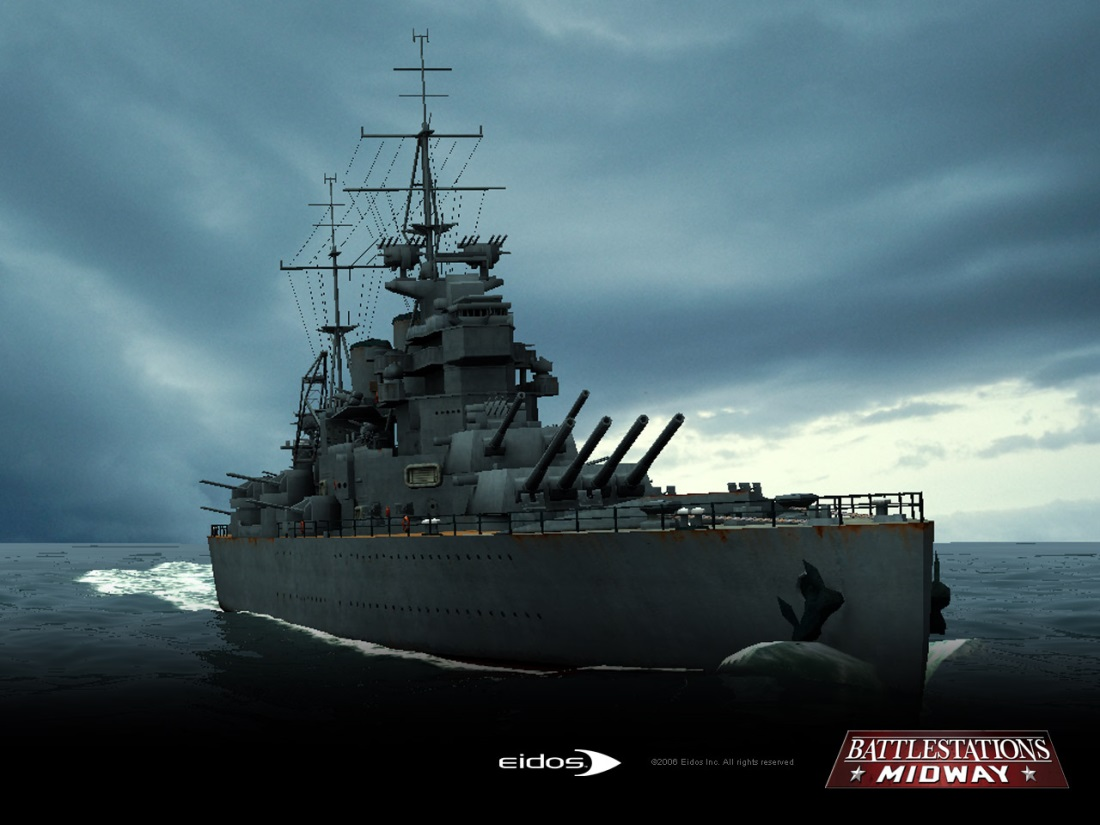 eidos
©2006 Eidos Inc. All rights reserved
BATTLESTATIONS
MIDWAY